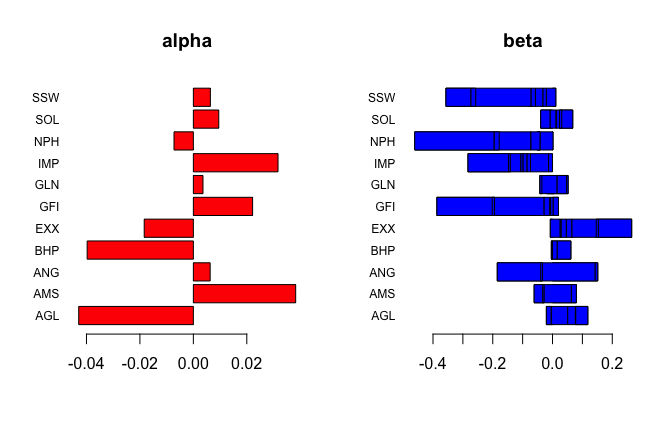 alpha
SSW
SOL
NPH
IMP
GLN
GFI
EXX
BHP
ANG
AMS
AGL
-0.04 -0.02 0.00 0.02
beta
SSW
SOL
NPH
IMP
GLN
GFI
EXX
BHP
ANG
AMS
AGL
-0.4 -0.2 0.0 0.2